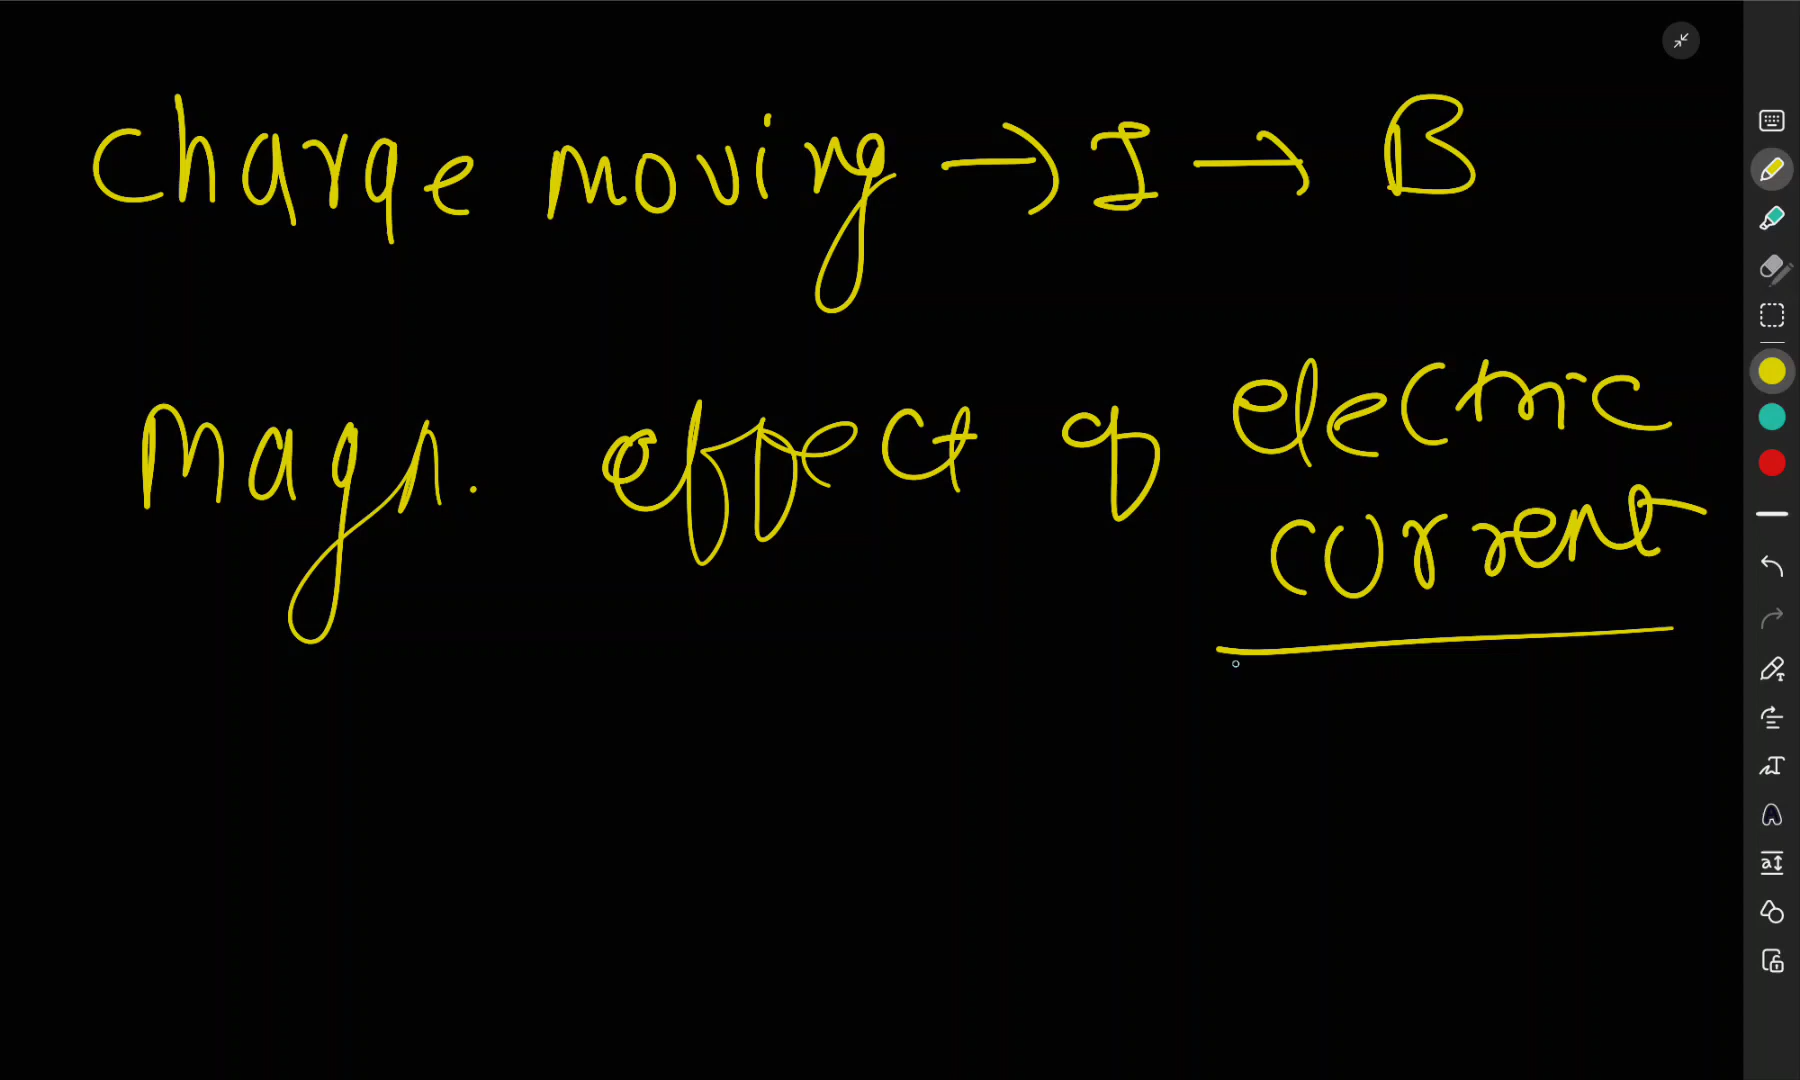 Charge moving → I → B
Magn. effect of electric
current